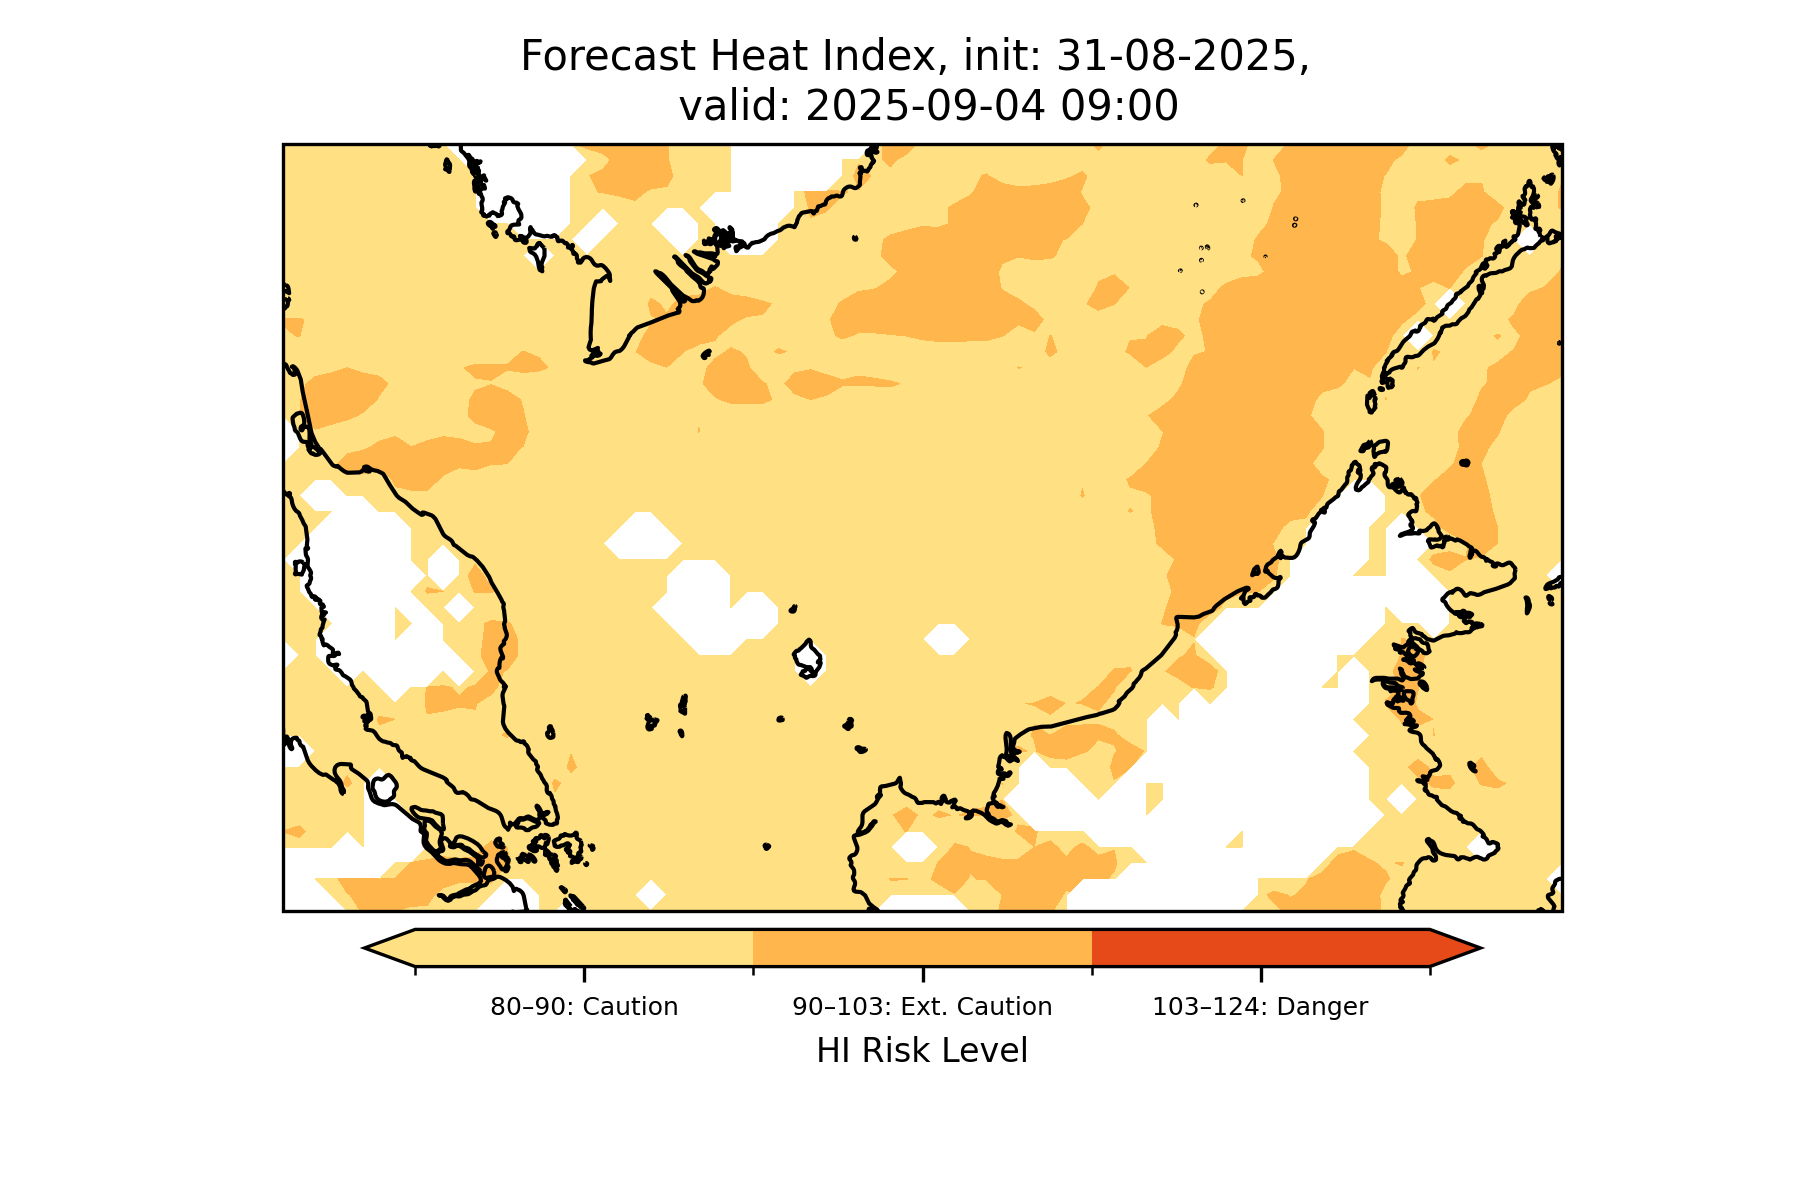 Forecast Heat Index, init: 31-08-2025,
valid: 2025-09-04 09:00
80–90: Caution
90–103: Ext. Caution
103–124: Danger
HI Risk Level